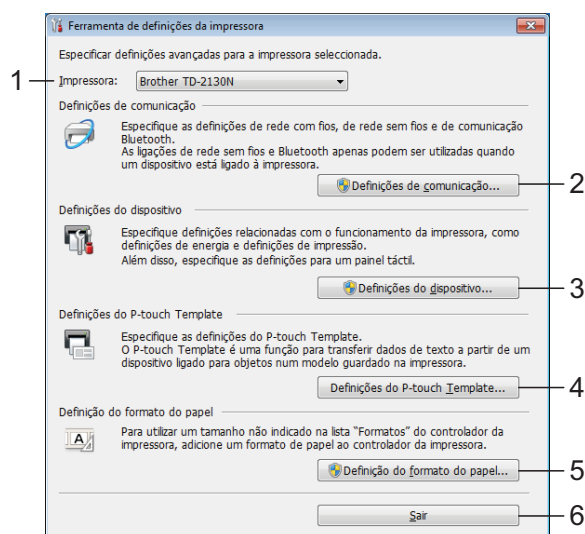 Ferramenta de definições da impressora
Especificar definições avançadas para a impressora seleccionada.
1
Impressora:
Brother TD-2130N
Definições de comunicação
Especifique as definições de rede com fios, de rede sem fios e de comunicação
Bluetooth.
As ligações de rede sem fios e Bluetooth apenas podem ser utilizadas quando
um dispositivo está ligado à impressora.
Definições de comunicação...
2
Definições do dispositivo
Especifique definições relacionadas com o funcionamento da impressora, como
definições de energia e definições de impressão.
Além disso, especifique as definições para um painel táctil.
Definições do dispositivo...
3
Definições do P-touch Template
Especifique as definições do P-touch Template.
O P-touch Template é uma função para transferir dados de texto a partir de um
dispositivo ligado para objetos num modelo guardado na impressora.
Definições do P-touch Template...
4
Definição do formato do papel
A
Para utilizar um tamanho não indicado na lista “Formatos” do controlador da
impressora, adicione um formato de papel ao controlador da impressora.
Definição do formato do papel...
5
Sair
6